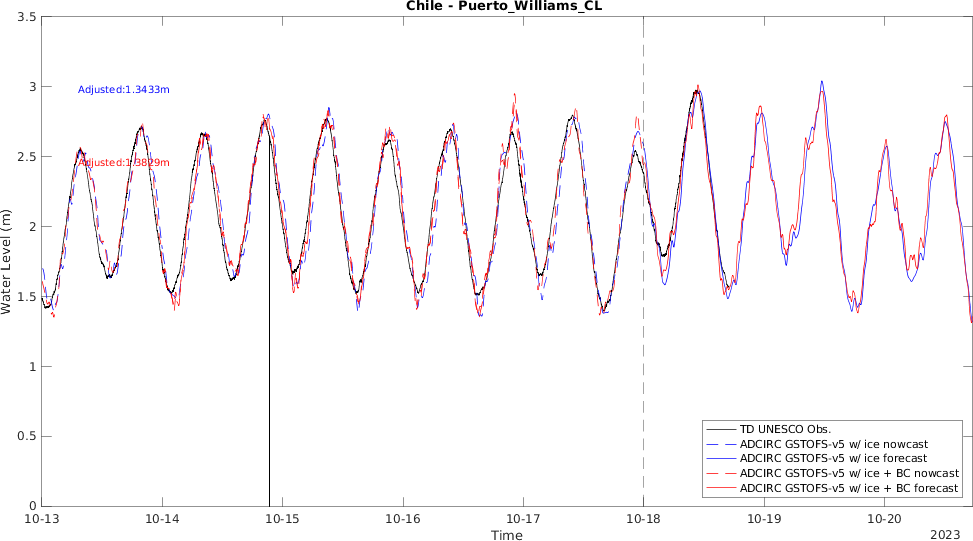 Chile - Puerto_Williams_CL
3.5
3
2.5
2
1.5
1
0.5
0
Water Level (m)
Adjusted:1.3433m
Adjusted:1.3829m
TD UNESCO Obs.
ADCIRC GSTOFS-v5 w/ ice nowcast
ADCIRC GSTOFS-v5 w/ ice forecast
ADCIRC GSTOFS-v5 w/ ice + BC nowcast
ADCIRC GSTOFS-v5 w/ ice + BC forecast
10-13 10-14 10-15 10-16 10-17 10-18 10-19 10-20
Time
2023